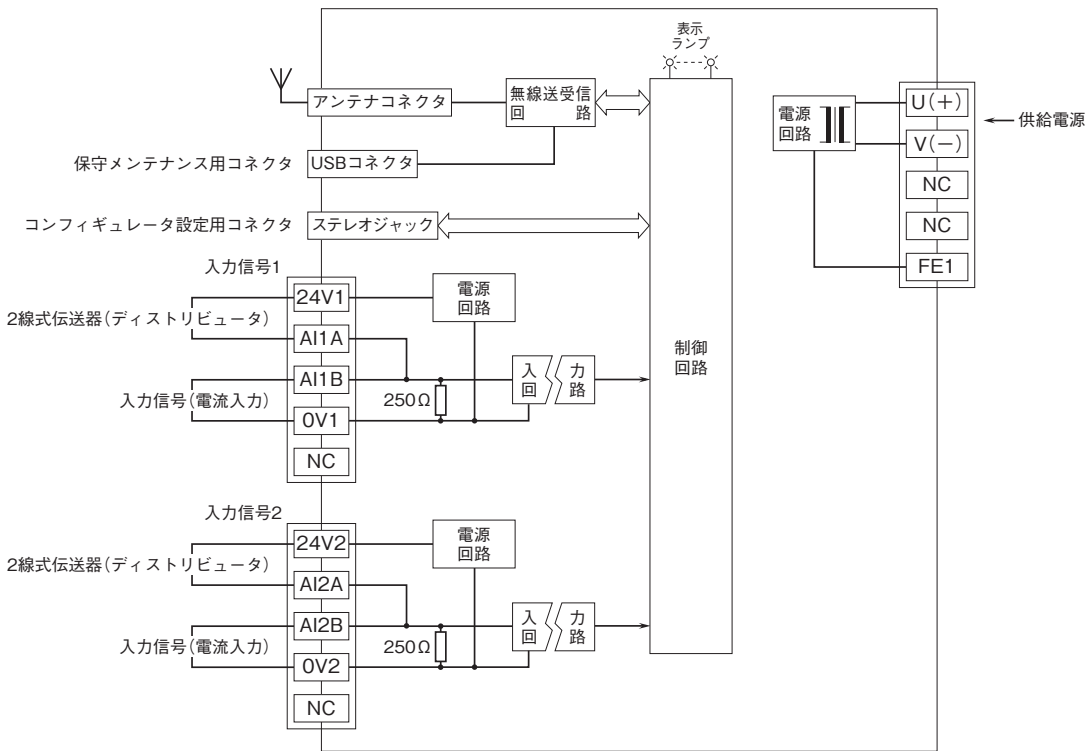 表示
ランプ
アンテナコネクタ
無線送受信
回　　路
保守メンテナンス用コネクタ
USBコネクタ
コンフィギュレータ設定用コネクタ
ステレオジャック
電源
回路
U(+)
V(−)
NC
NC
FE1
供給電源
制御
回路
入力信号1
24V1
AI1A
AI1B
0V1
NC
2線式伝送器(ディストリビュータ)
入力信号(電流入力)
電源
回路
250Ω
入 力
回 路
入力信号2
24V2
AI2A
AI2B
0V2
NC
2線式伝送器(ディストリビュータ)
入力信号(電流入力)
電源
回路
250Ω
入 力
回 路